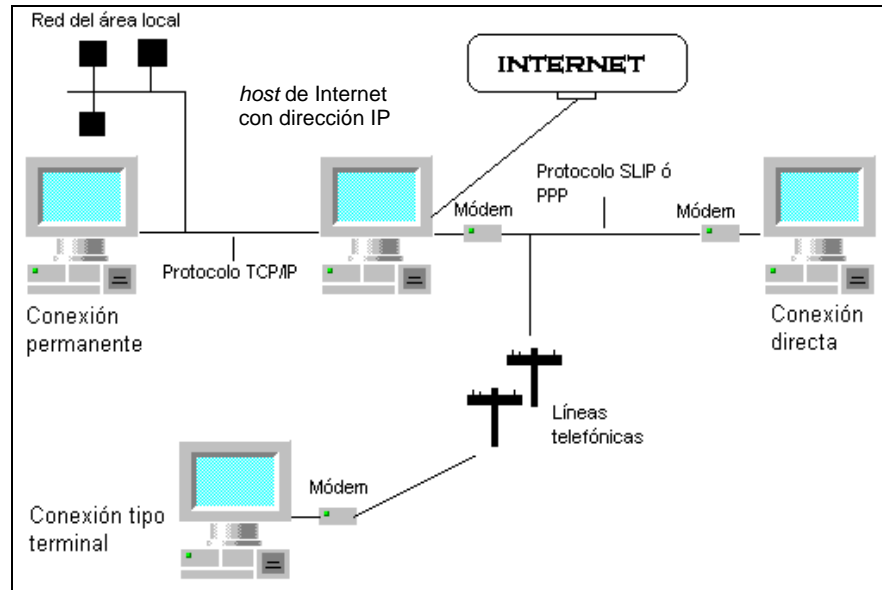 Red del área local
INTERNET
host de Internet
con dirección IP
Protocolo SLIP ó
PPP
Módem
Módem
Protocolo TCP/IP
Conexión
permanente
Conexión
directa
Líneas
telefónicas
Módem
Conexión tipo
terminal